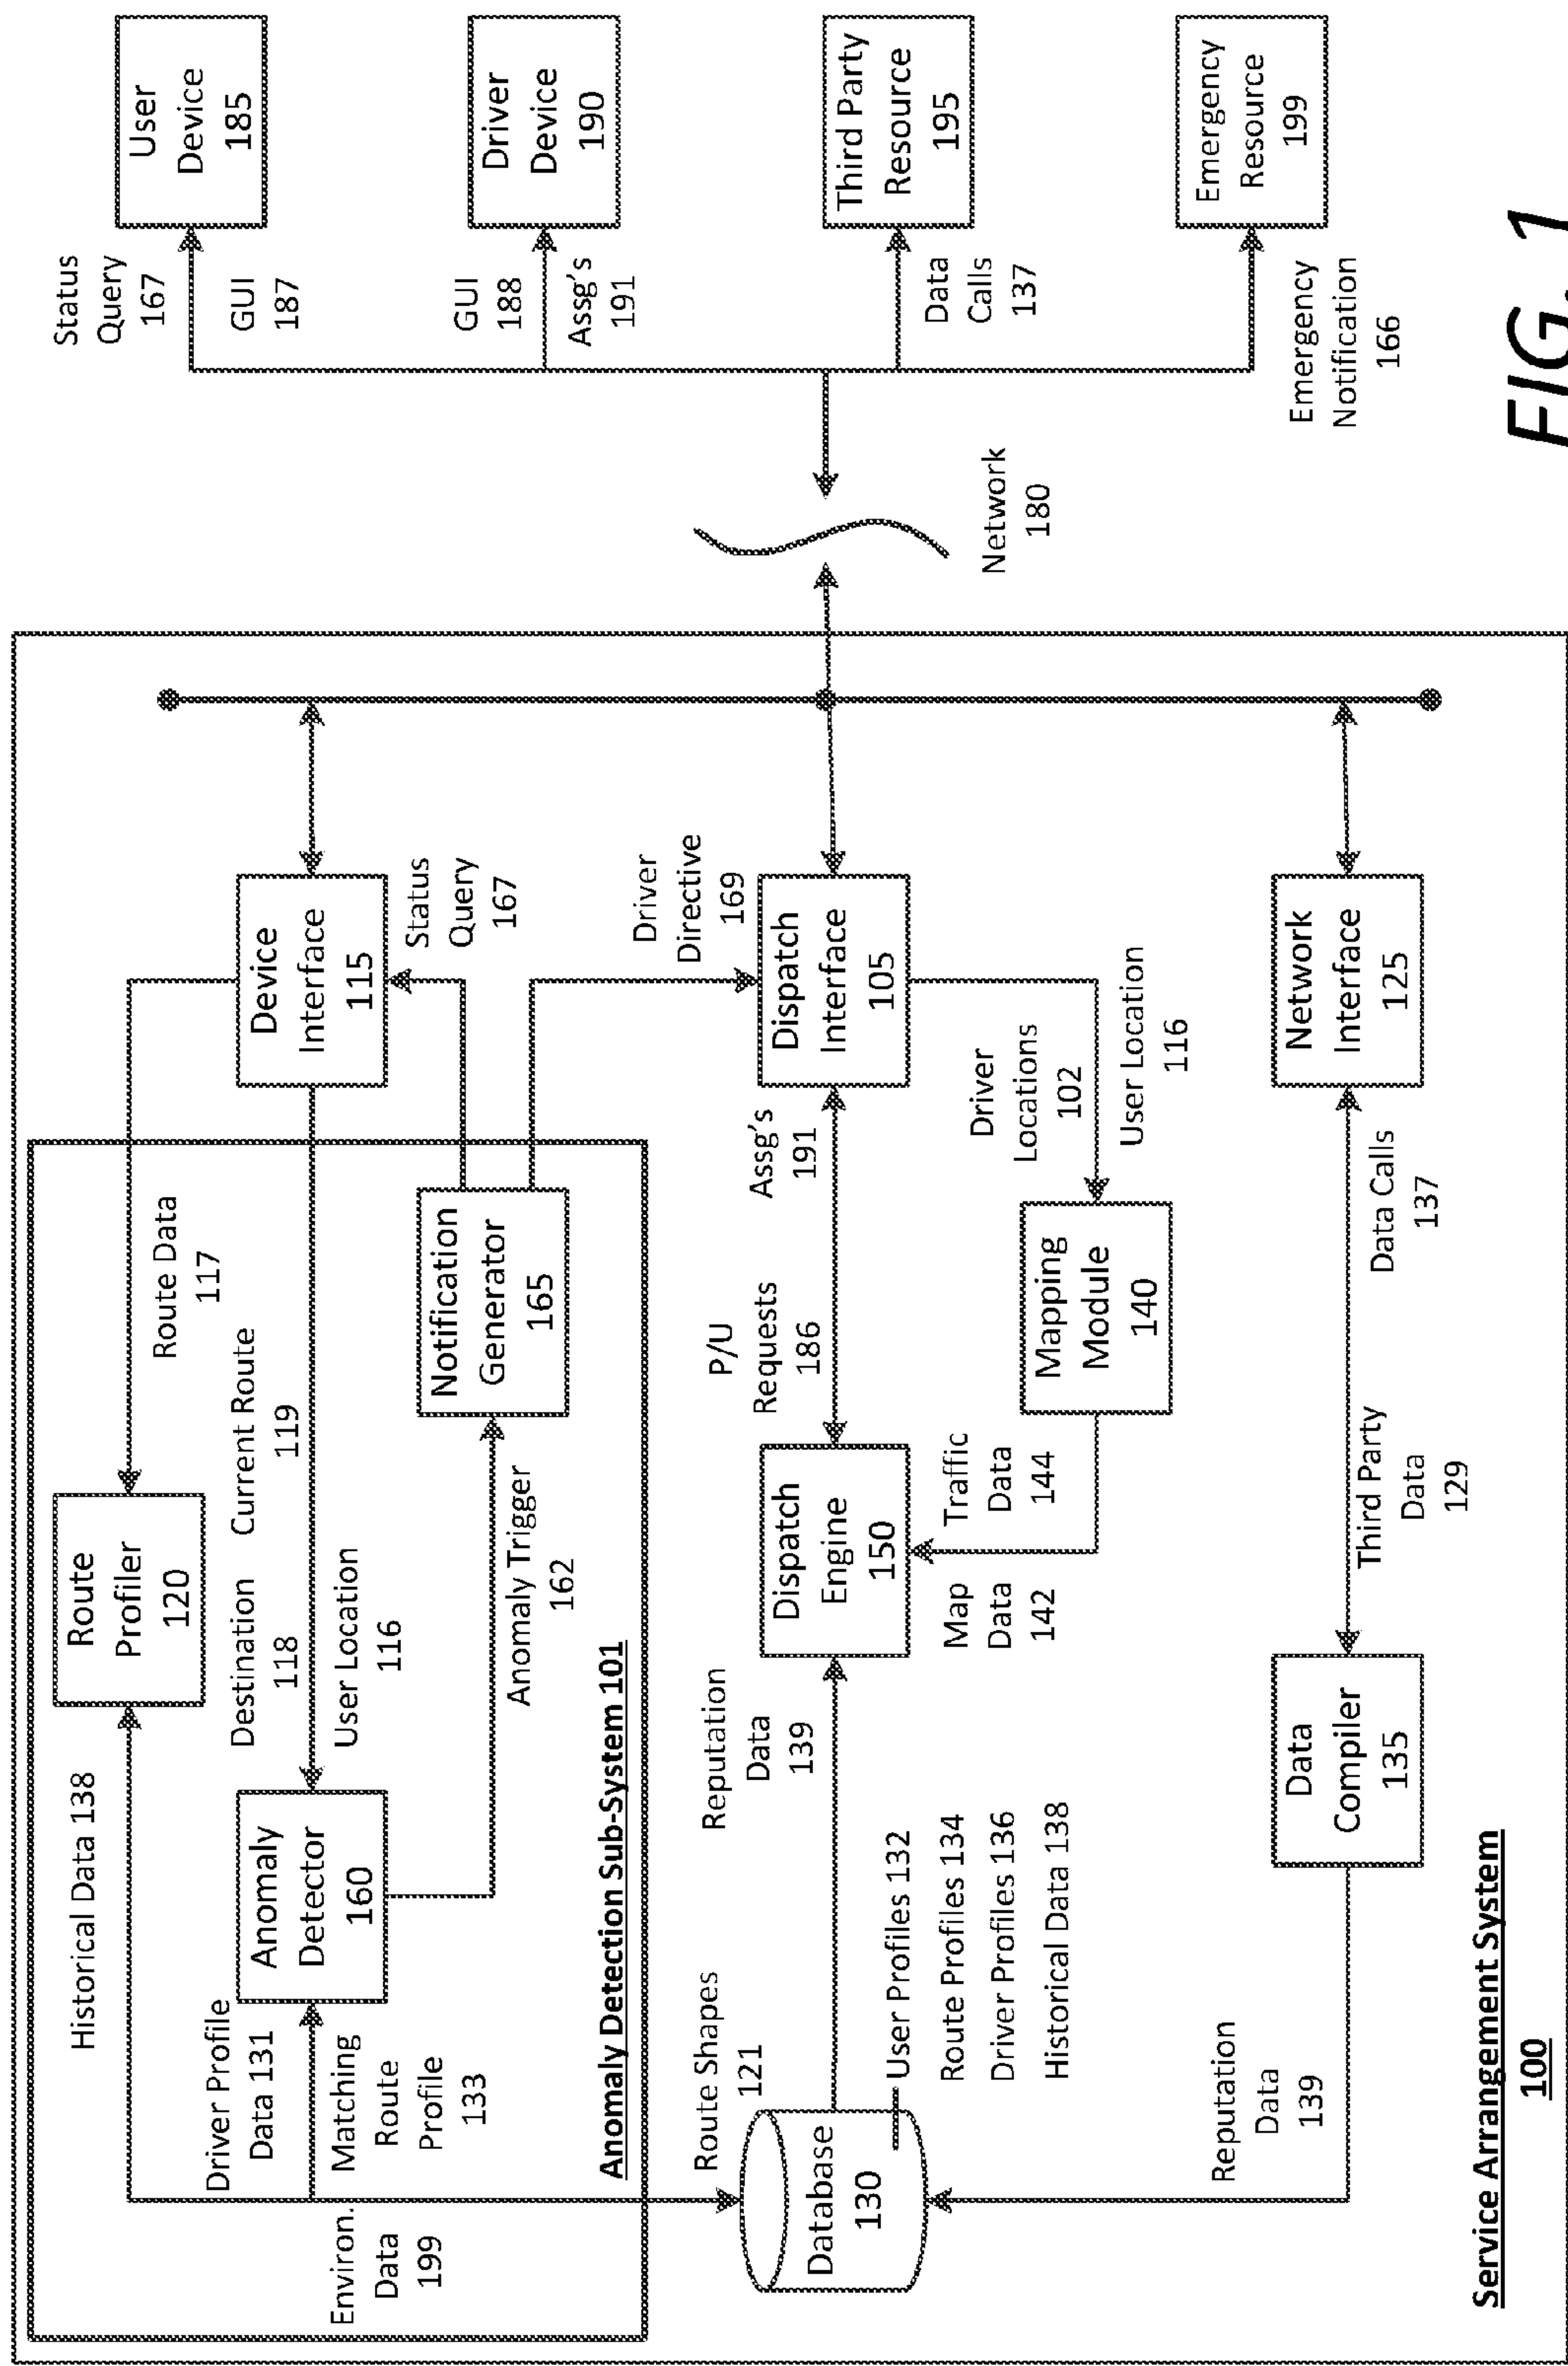 Historical Data 138
Route
Profiler
120
Route Data
117
Driver Profile
Data 131
Matching
Route
Profile
133
Environ.
Data
199
Anomaly
Detector
160
Destination
118
Current Route
119
User Location
116
Anomaly Trigger
162
Notification
Generator
165
Device
Interface
115
Status
Query
167
Driver
Directive
169
Anomaly Detection Sub-System 101
Route Shapes
121
Database
130
User Profiles 132
Route Profiles 134
Driver Profiles 136
Historical Data 138
Reputation
Data
139
Dispatch
Engine
150
P/U
Requests
186
Assg's
191
Dispatch
Interface
105
Map
Data
142
Traffic
Data
144
Mapping
Module
140
Driver
Locations
102
User Location
116
Reputation
Data
139
Data
Compiler
135
Third Party
Data
129
Data Calls
137
Network
Interface
125
Service Arrangement System
100
Network
180
Status
Query
167
GUI
187
User
Device
185
GUI
188
Assg's
191
Driver
Device
190
Data
Calls
137
Third Party
Resource
195
Emergency
Notification
166
Emergency
Resource
199
FIG. 1